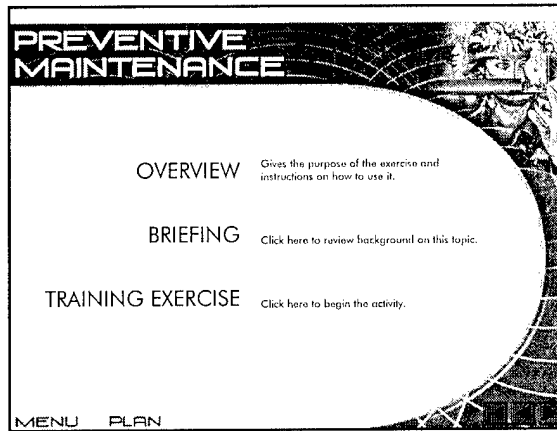 PREVENTIVE
MAINTENANCE
OVERVIEW
Gives the purpose of the exercise and
instructions on how to use it.
BRIEFING
Click here to review background on this topic.
TRAINING EXERCISE
Click here to begin the activity.
MENU PLAN